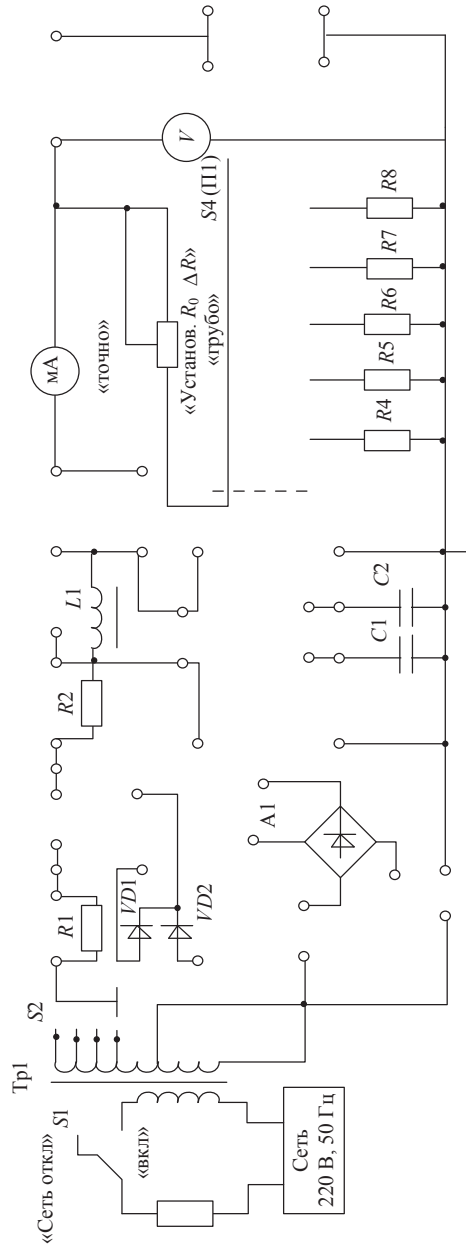 «Сеть откл»
S1
«вкл»
Сеть
220 В, 50 Гц
Тр1
S2
R1
VD1
VD2
А1
R2
L1
C1
C2
мА
«точно»
«Установ. R₀ ΔR»
«грубо»
S4 (П1)
V
R4
R5
R6
R7
R8